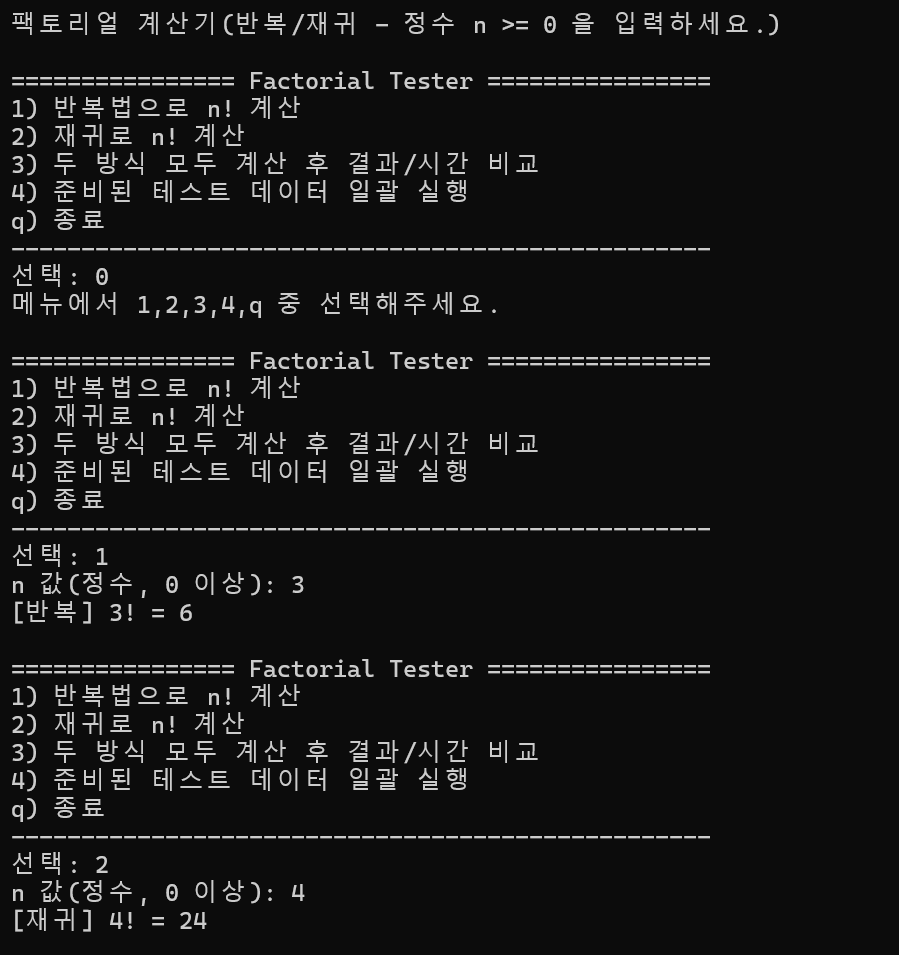 팩토리얼 계산기(반복/재귀 - 정수 n >= 0 을 입력하세요.)
================ Factorial Tester ================
1) 반복법으로 n! 계산
2) 재귀로 n! 계산
3) 두 방식 모두 계산 후 결과/시간 비교
4) 준비된 테스트 데이터 일괄 실행
q) 종료
--------------------------------------------------
선택: 0
메뉴에서 1,2,3,4,q 중 선택해주세요.
================ Factorial Tester ================
1) 반복법으로 n! 계산
2) 재귀로 n! 계산
3) 두 방식 모두 계산 후 결과/시간 비교
4) 준비된 테스트 데이터 일괄 실행
q) 종료
--------------------------------------------------
선택: 1
n 값(정수, 0 이상): 3
[반복] 3! = 6
================ Factorial Tester ================
1) 반복법으로 n! 계산
2) 재귀로 n! 계산
3) 두 방식 모두 계산 후 결과/시간 비교
4) 준비된 테스트 데이터 일괄 실행
q) 종료
--------------------------------------------------
선택: 2
n 값(정수, 0 이상): 4
[재귀] 4! = 24